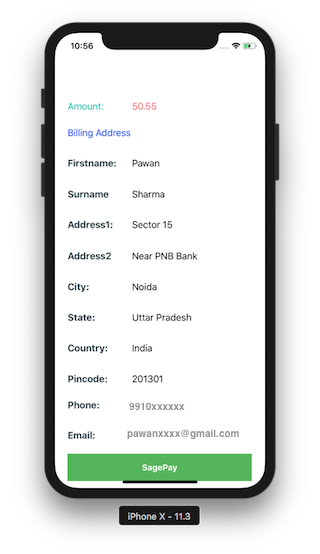 10:56
Amount: 50.55
Billing Address
Firstname: Pawan
Surname Sharma
Address1: Sector 15
Address2 Near PNB Bank
City: Noida
State: Uttar Pradesh
Country: India
Pincode: 201301
Phone: 9910xxxxxx
Email: pawanxxxx@gmail.com
SagePay
iPhone X - 11.3